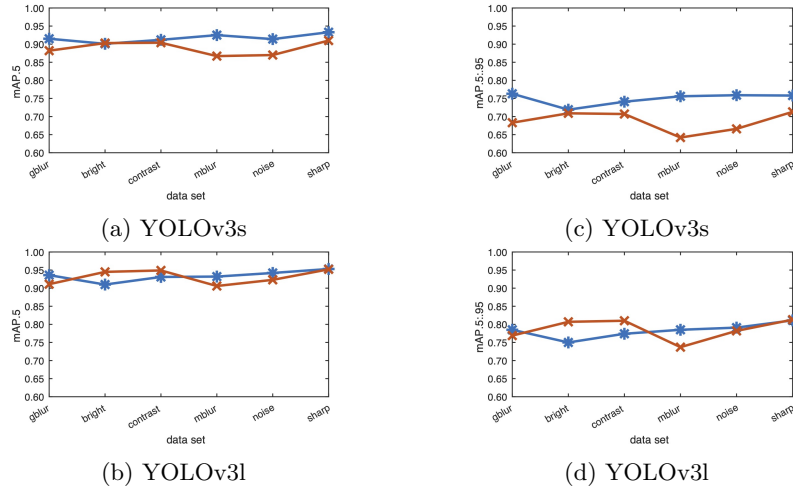 1.00
0.95
0.90
0.85
0.80
0.75
0.70
0.65
0.60
mAP.5
gblur
bright
contrast
mblur
noise
sharp
data set
(a) YOLOv3s
1.00
0.95
0.90
0.85
0.80
0.75
0.70
0.65
0.60
mAP.5:.95
gblur
bright
contrast
mblur
noise
sharp
data set
(c) YOLOv3s
1.00
0.95
0.90
0.85
0.80
0.75
0.70
0.65
0.60
mAP.5
gblur
bright
contrast
mblur
noise
sharp
data set
(b) YOLOv3l
1.00
0.95
0.90
0.85
0.80
0.75
0.70
0.65
0.60
mAP.5:.95
gblur
bright
contrast
mblur
noise
sharp
data set
(d) YOLOv3l